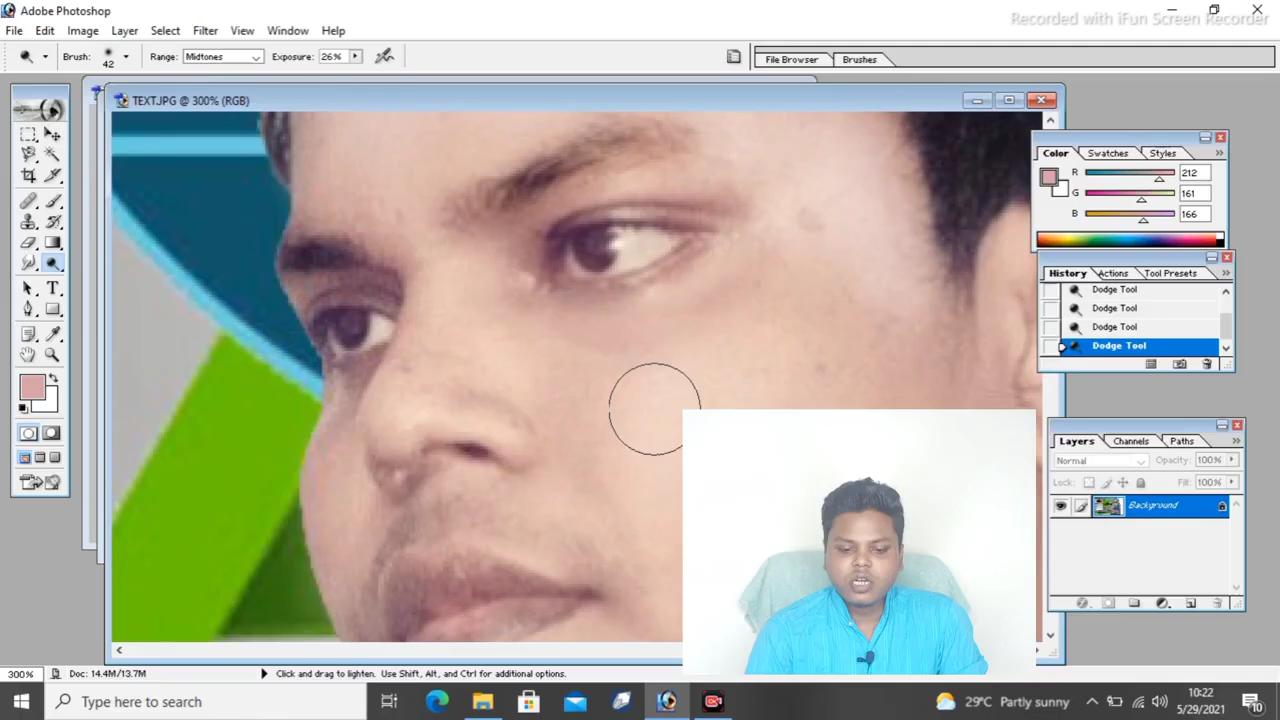 Adobe Photoshop
Recorded with iFun Screen Recorder
File Edit Image Layer Select Filter View Window Help
Brush: 42 Range: Midtones Exposure: 26% File Browser Brushes
TEXT.JPG @ 300% (RGB)
Color Swatches Styles
R 212
G 161
B 166
History Actions Tool Presets
Dodge Tool
Dodge Tool
Dodge Tool
Dodge Tool
Layers Channels Paths
Normal Opacity: 100%
Lock: Fill: 100%
Background
300% Doc: 14.4M/13.7M Click and drag to lighten. Use Shift, Alt, and Ctrl for additional options.
Type here to search
29°C Partly sunny
10:22
5/29/2021
10